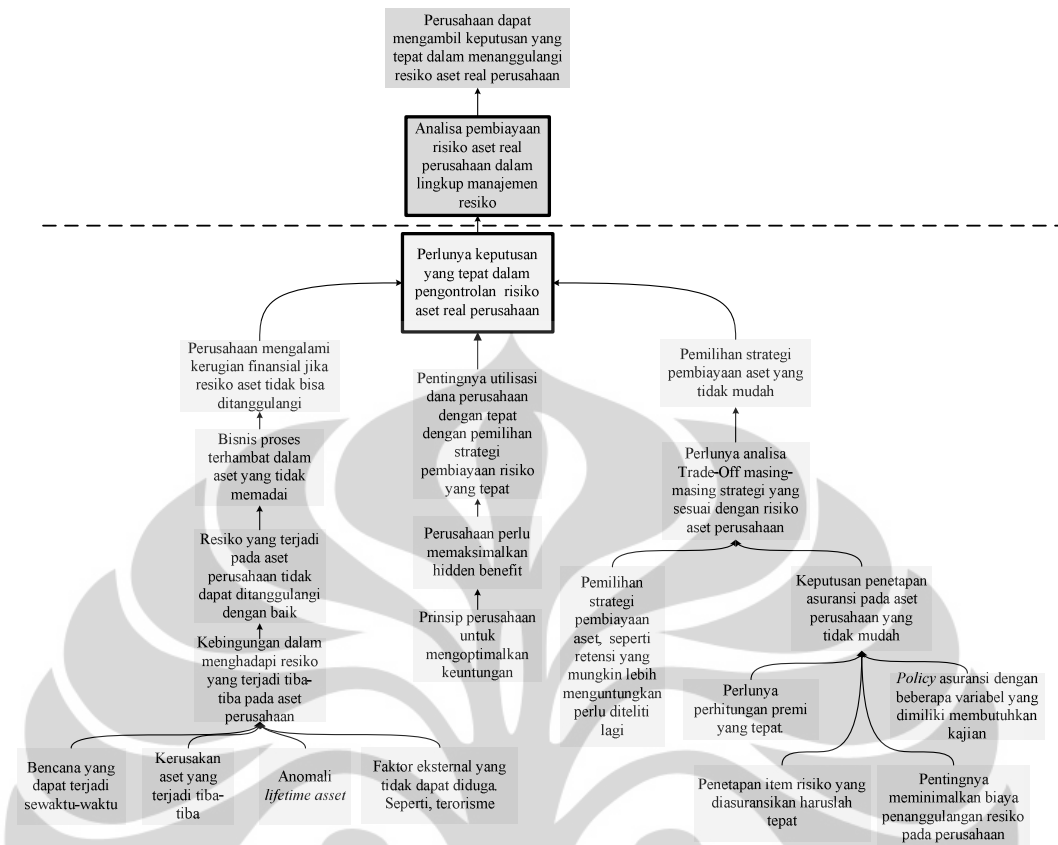 Perusahaan dapat
mengambil keputusan yang
tepat dalam menanggulangi
resiko aset real perusahaan
Analisa pembiayaan
risiko aset real
perusahaan dalam
lingkup manajemen
resiko
Perlunya keputusan
yang tepat dalam
pengontrolan risiko
aset real perusahaan
Perusahaan mengalami
kerugian finansial jika
resiko aset tidak bisa
ditanggulangi
Bisnis proses
terhambat dalam
aset yang tidak
memadai
Resiko yang terjadi
pada aset
perusahaan tidak
dapat ditanggulangi
dengan baik
Kebingungan dalam
menghadapi resiko
yang terjadi tiba-
tiba pada aset
perusahaan
Bencana yang
dapat terjadi
sewaktu-waktu
Kerusakan
aset yang
terjadi tiba-
tiba
Anomali
lifetime asset
Faktor eksternal yang
tidak dapat diduga.
Seperti, terorisme
Pentingnya utilisasi
dana perusahaan
dengan tepat
dengan pemilihan
strategi
pembiayaan risiko
yang tepat
Perusahaan perlu
memaksimalkan
hidden benefit
Prinsip perusahaan
untuk
mengoptimalkan
keuntungan
Pemilihan strategi
pembiayaan aset yang
tidak mudah
Perlunya analisa
Trade-Off masing-
masing strategi yang
sesuai dengan risiko
aset perusahaan
Pemilihan
strategi
pembiayaan
aset, seperti
retensi yang
mungkin lebih
menguntungkan
perlu diteliti
lagi
Keputusan penetapan
asuransi pada aset
perusahaan yang
tidak mudah
Perlunya
perhitungan premi
yang tepat.
Policy asuransi dengan
beberapa variabel yang
dimiliki membutuhkan
kajian
Penetapan item risiko yang
diasuransikan haruslah
tepat
Pentingnya
meminimalkan biaya
penanggulangan resiko
pada perusahaan